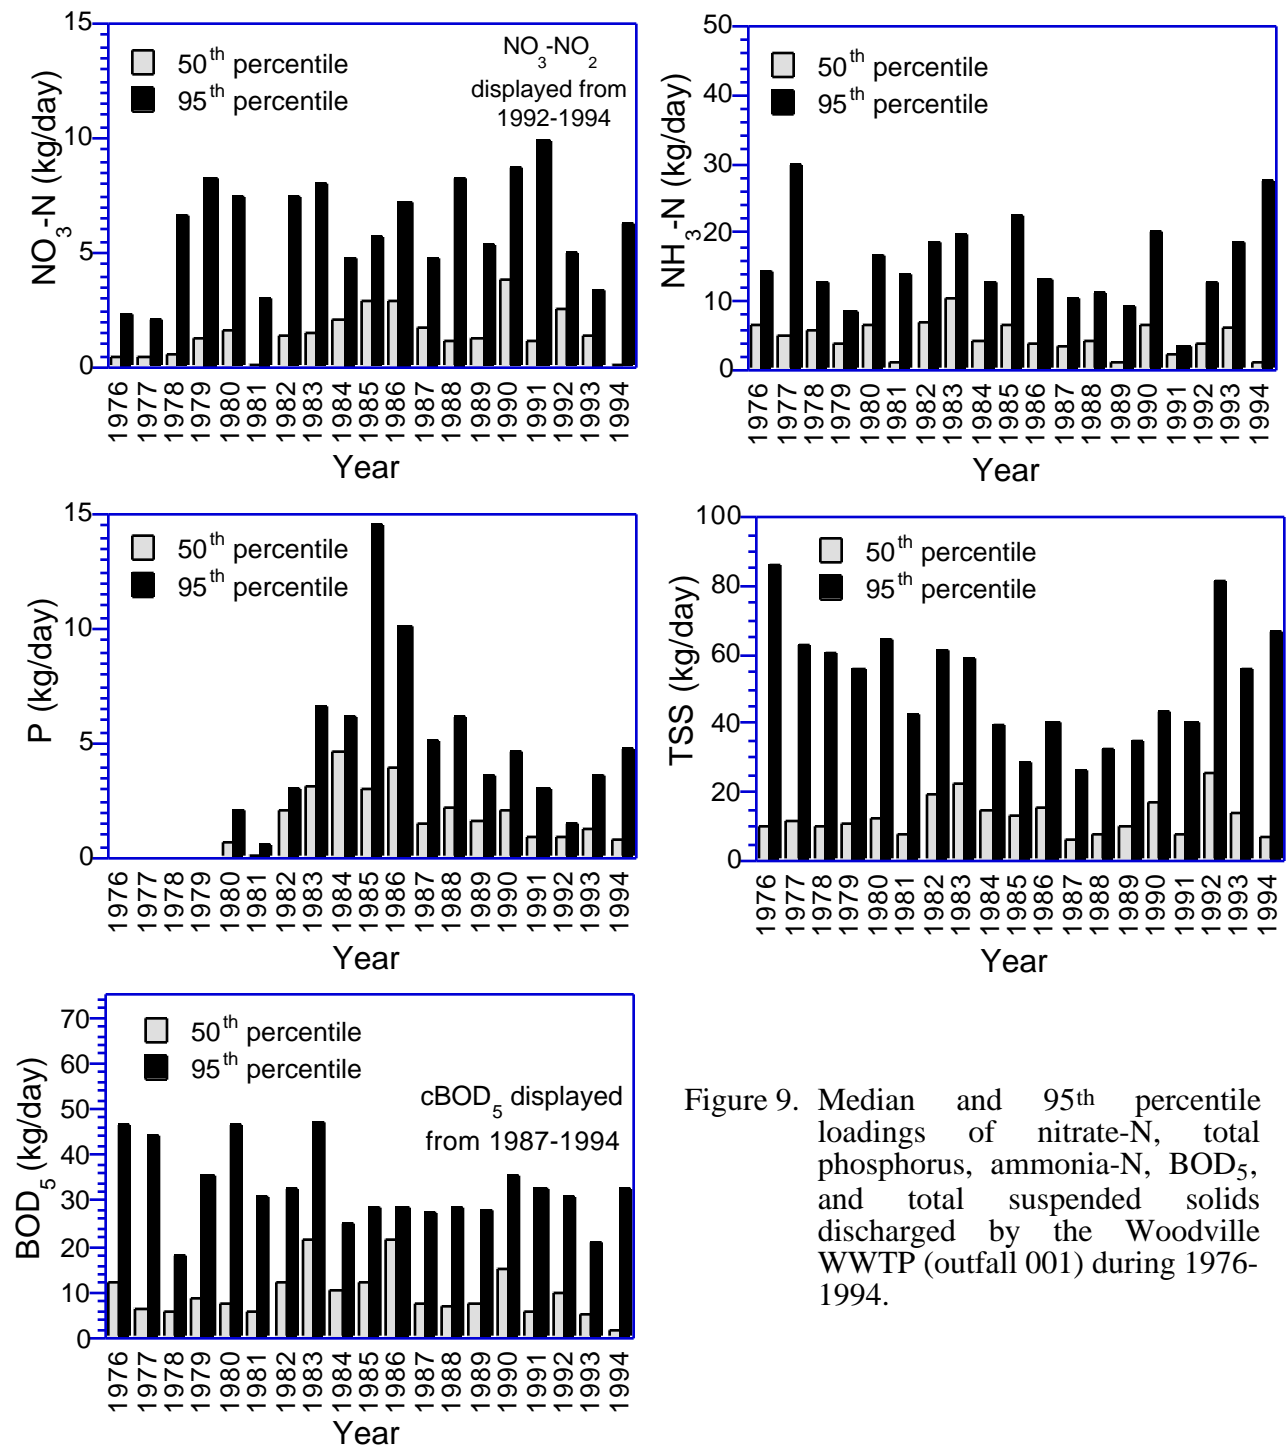 15
10
5
0
NO3-N (kg/day)
50th percentile
95th percentile
NO3-NO2
displayed from
1992-1994
1976 1977 1978 1979 1980 1981 1982 1983 1984 1985 1986 1987 1988 1989 1990 1991 1992 1993 1994
Year
50
40
30
20
10
0
NH3-N (kg/day)
50th percentile
95th percentile
1976 1977 1978 1979 1980 1981 1982 1983 1984 1985 1986 1987 1988 1989 1990 1991 1992 1993 1994
Year
15
10
5
0
P (kg/day)
50th percentile
95th percentile
1976 1977 1978 1979 1980 1981 1982 1983 1984 1985 1986 1987 1988 1989 1990 1991 1992 1993 1994
Year
100
80
60
40
20
0
TSS (kg/day)
50th percentile
95th percentile
1976 1977 1978 1979 1980 1981 1982 1983 1984 1985 1986 1987 1988 1989 1990 1991 1992 1993 1994
Year
70
60
50
40
30
20
10
0
BOD5 (kg/day)
50th percentile
95th percentile
cBOD5 displayed
from 1987-1994
1976 1977 1978 1979 1980 1981 1982 1983 1984 1985 1986 1987 1988 1989 1990 1991 1992 1993 1994
Year
Figure 9. Median and 95th percentile
loadings of nitrate-N, total
phosphorus, ammonia-N, BOD5,
and total suspended solids
discharged by the Woodville
WWTP (outfall 001) during 1976-
1994.